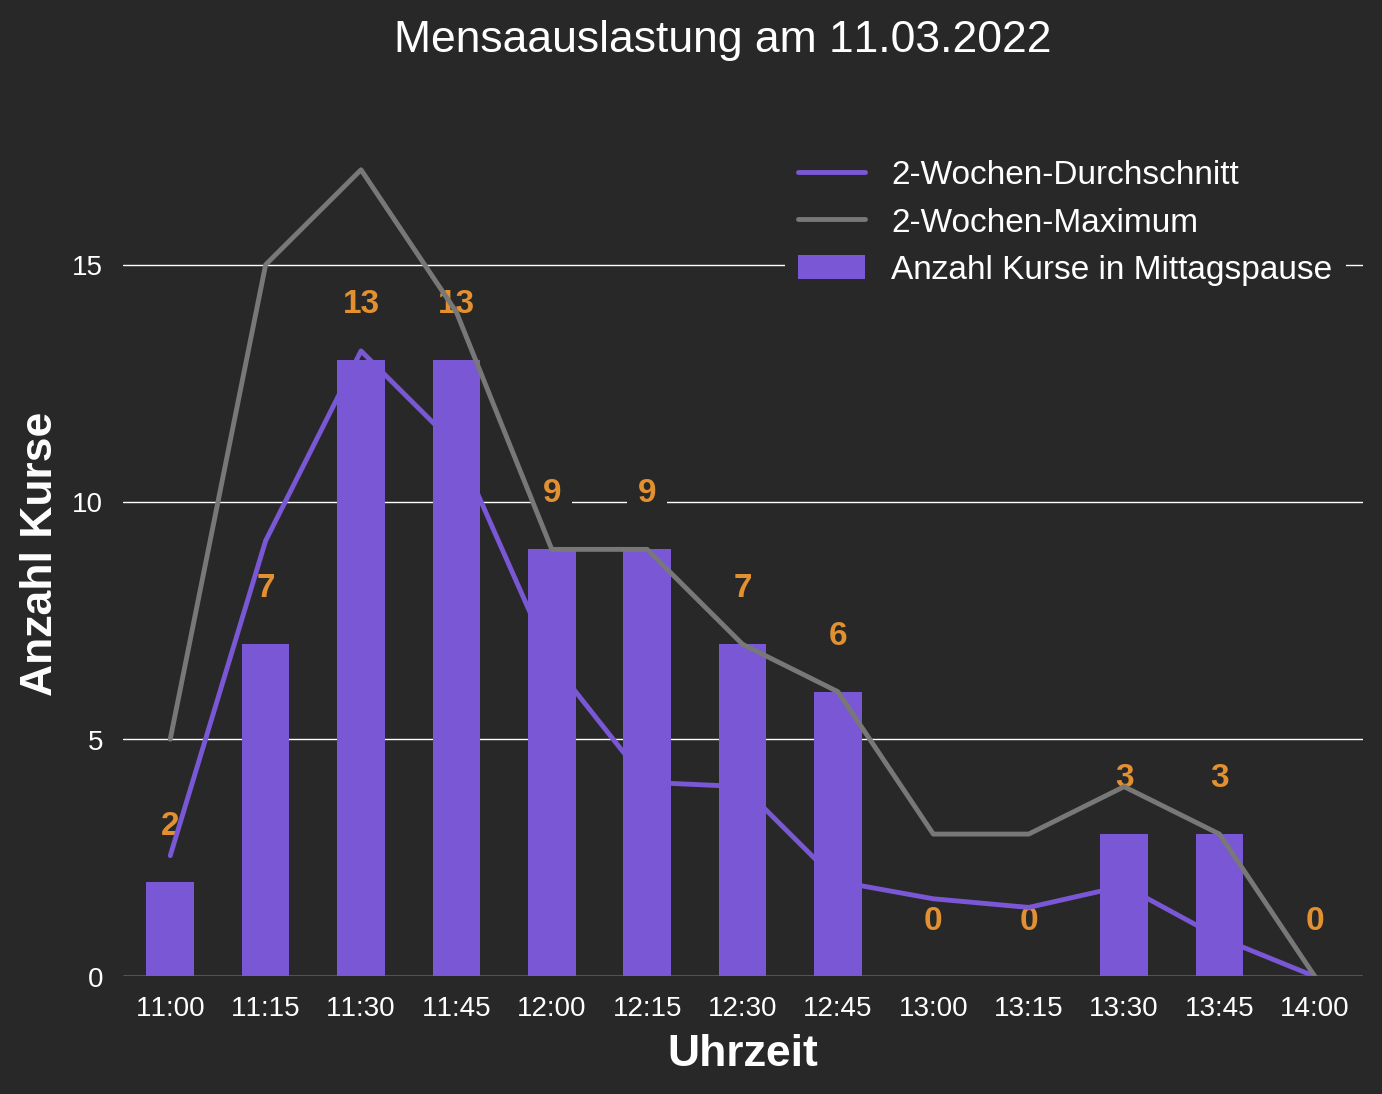 Mensaauslastung am 11.03.2022
2-Wochen-Durchschnitt
2-Wochen-Maximum
Anzahl Kurse in Mittagspause
Anzahl Kurse
15
10
5
0
2
7
13
13
9
9
7
6
0
0
3
3
0
11:00 11:15 11:30 11:45 12:00 12:15 12:30 12:45 13:00 13:15 13:30 13:45 14:00
Uhrzeit